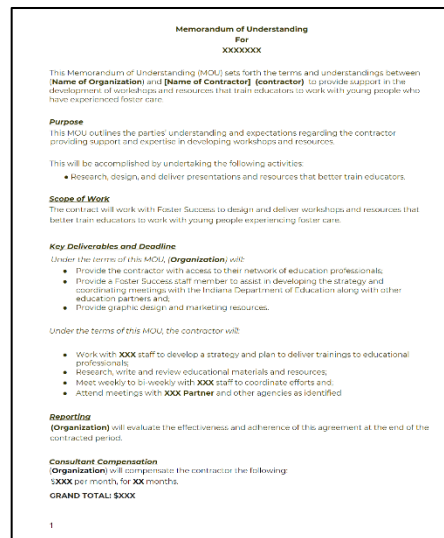 Memorandum of Understanding
For
XXXXXXX
This Memorandum of Understanding (MOU) sets forth the terms and understandings between
(Name of Organization) and [Name of Contractor] (contractor) to provide support in the
development of workshops and resources that train educators to work with young people who
have experienced foster care.
Purpose
This MOU outlines the parties' understanding and expectations regarding the contractor
providing support and expertise in developing workshops and resources.
This will be accomplished by undertaking the following activities:
● Research, design, and deliver presentations and resources that better train educators.
Scope of Work
The contract will work with Foster Success to design and deliver workshops and resources that
better train educators to work with young people experiencing foster care.
Key Deliverables and Deadline
Under the terms of this MOU, (Organization) will:
● Provide the contractor with access to their network of education professionals;
● Provide a Foster Success staff member to assist in developing the strategy and
coordinating meetings with the Indiana Department of Education along with other
education partners and;
● Provide graphic design and marketing resources.
Under the terms of this MOU, the contractor will:
● Work with XXX staff to develop a strategy and plan to deliver trainings to educational
professionals;
● Research, write and review educational materials and resources;
● Meet weekly to bi-weekly with XXX staff to coordinate efforts and;
● Attend meetings with XXX Partner and other agencies as identified
Reporting
(Organization) will evaluate the effectiveness and adherence of this agreement at the end of the
contracted period.
Consultant Compensation
(Organization) will compensate the contractor the following:
$XXX per month, for XX months.
GRAND TOTAL: $XXX
1